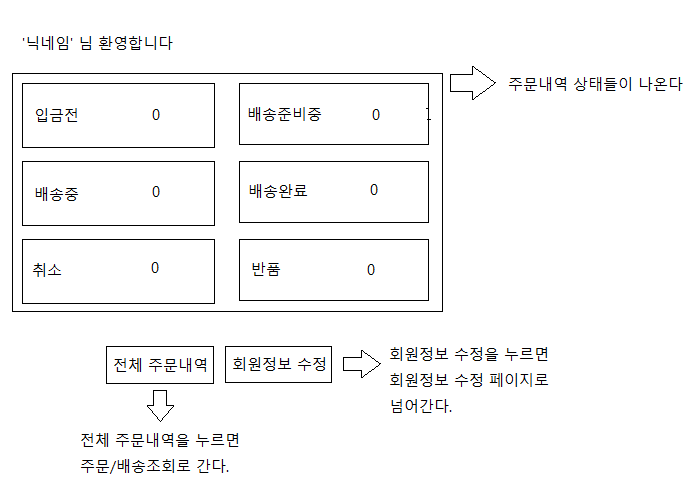 '닉네임' 님 환영합니다
주문내역 상태들이 나온다
입금전 0
배송준비중 0
배송중 0
배송완료 0
취소 0
반품 0
전체 주문내역
회원정보 수정
회원정보 수정을 누르면
회원정보 수정 페이지로
넘어간다.
전체 주문내역을 누르면
주문/배송조회로 간다.